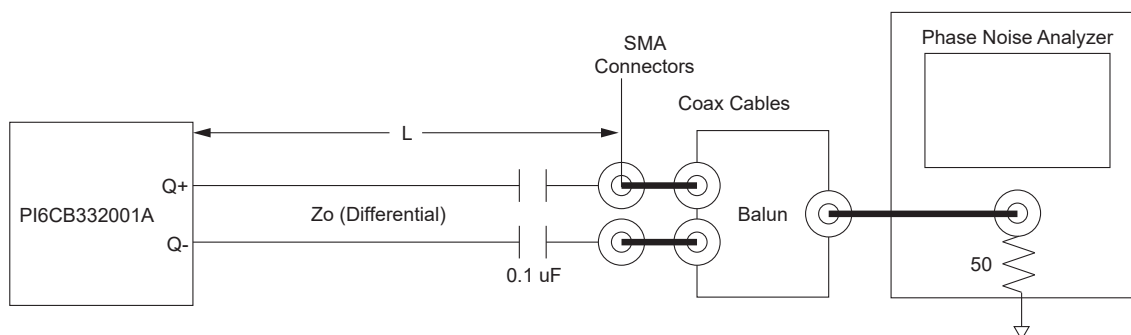 SMA
Connectors
Phase Noise Analyzer
Coax Cables
L
Q+
PI6CB332001A
Zo (Differential)
Balun
Q-
0.1 uF
50